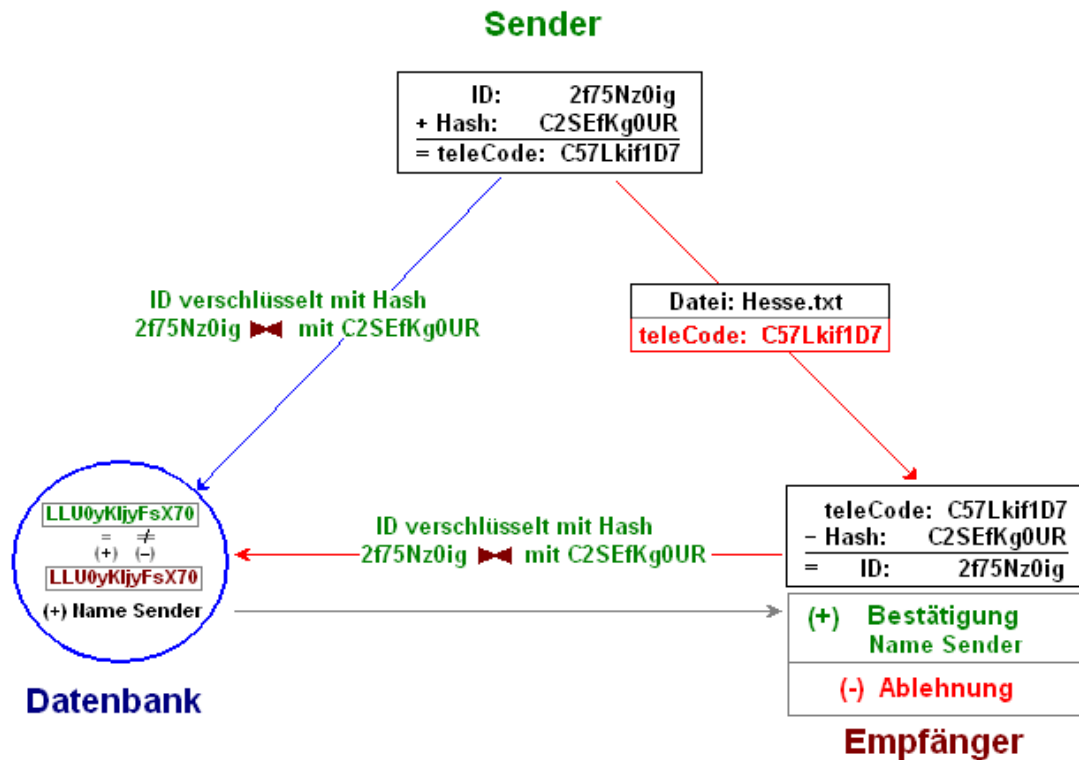 Sender
ID: 2f75Nz0ig
+ Hash: C2SEfKg0UR
= teleCode: C57Lkif1D7
ID verschlüsselt mit Hash
2f75Nz0ig mit C2SEfKg0UR
Datei: Hesse.txt
teleCode: C57Lkif1D7
LLU0yKIjyFsX70
= ≠
(+) (-)
LLU0yKIjyFsX70
(+) Name Sender
Datenbank
ID verschlüsselt mit Hash
2f75Nz0ig mit C2SEfKg0UR
teleCode: C57Lkif1D7
– Hash: C2SEfKg0UR
= ID: 2f75Nz0ig
(+) Bestätigung
Name Sender
(-) Ablehnung
Empfänger